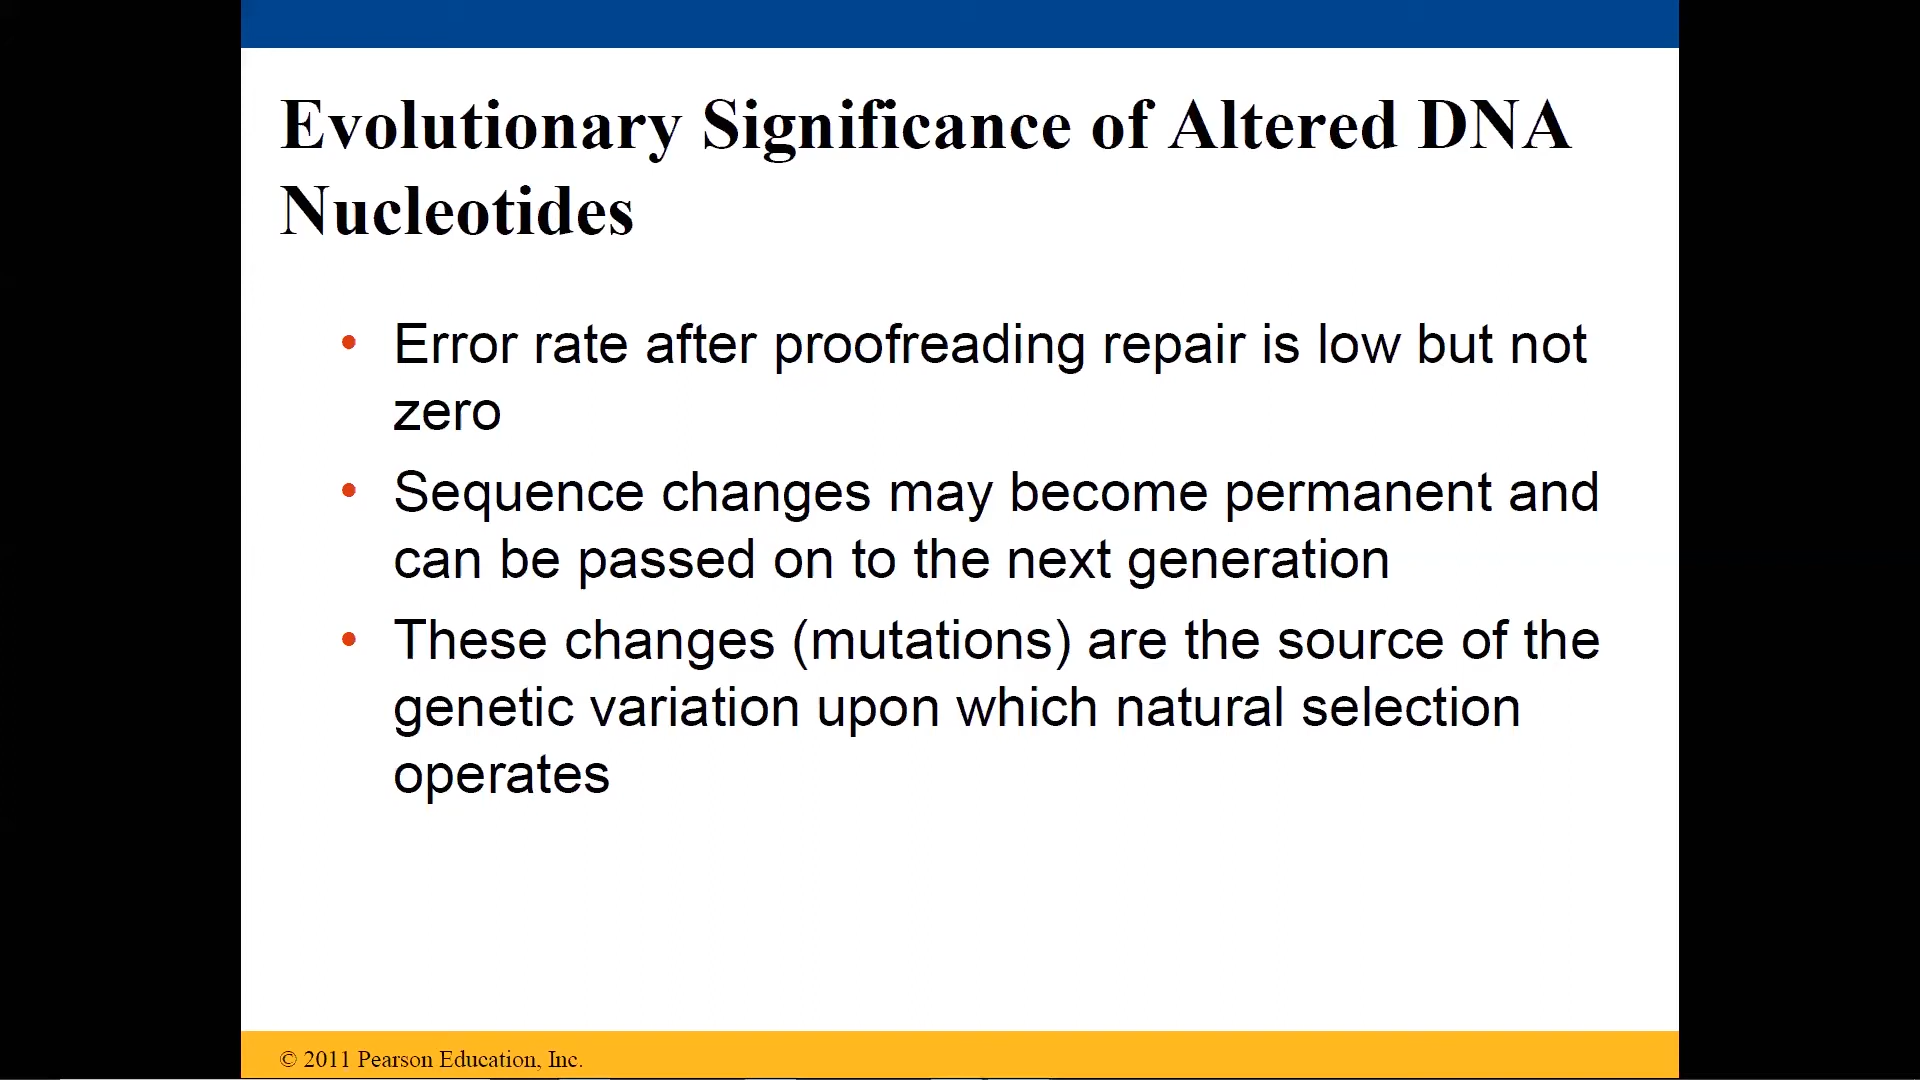 Evolutionary Significance of Altered DNA
Nucleotides
• Error rate after proofreading repair is low but not
zero
• Sequence changes may become permanent and
can be passed on to the next generation
• These changes (mutations) are the source of the
genetic variation upon which natural selection
operates
© 2011 Pearson Education, Inc.